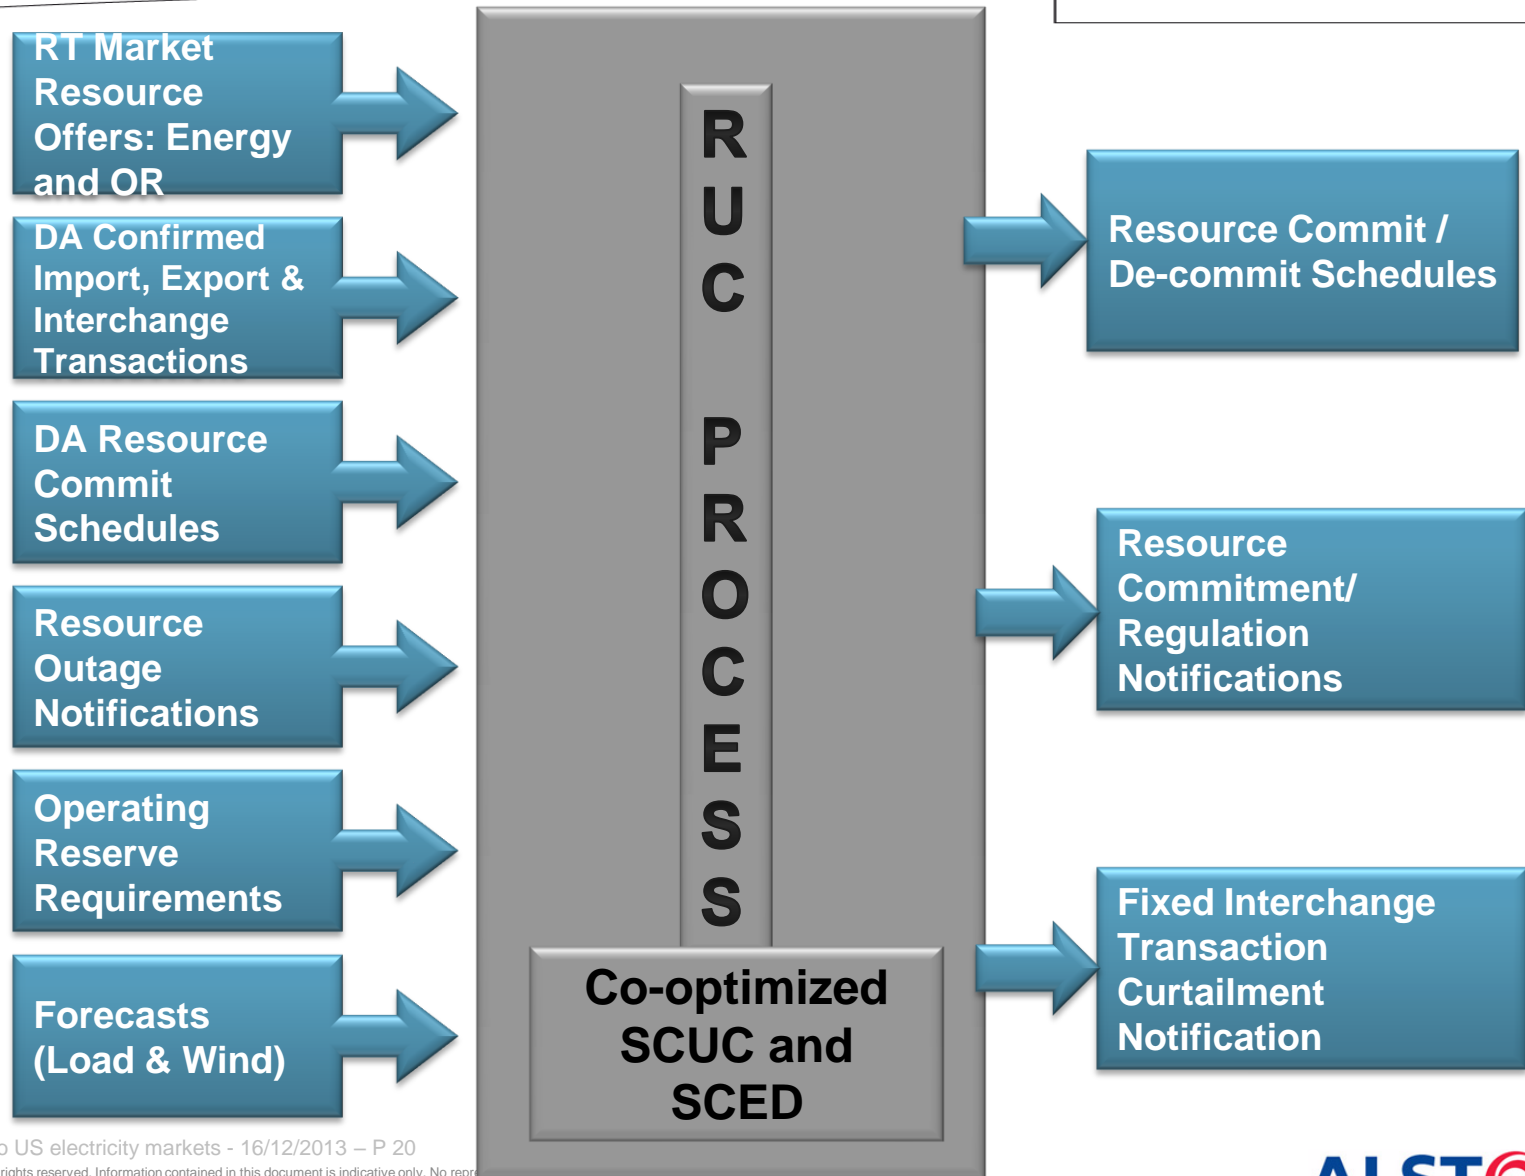 RT Market
Resource
Offers: Energy
and OR
DA Confirmed
Import, Export &
Interchange
Transactions
DA Resource
Commit
Schedules
Resource
Outage
Notifications
Operating
Reserve
Requirements
Forecasts
(Load & Wind)
R
U
C
P
R
O
C
E
S
S
Co-optimized
SCUC and
SCED
Resource Commit /
De-commit Schedules
Resource
Commitment/
Regulation
Notifications
Fixed Interchange
Transaction
Curtailment
Notification
o US electricity markets - 16/12/2013 – P 20
rights reserved. Information contained in this document is indicative only. No repre
ALST